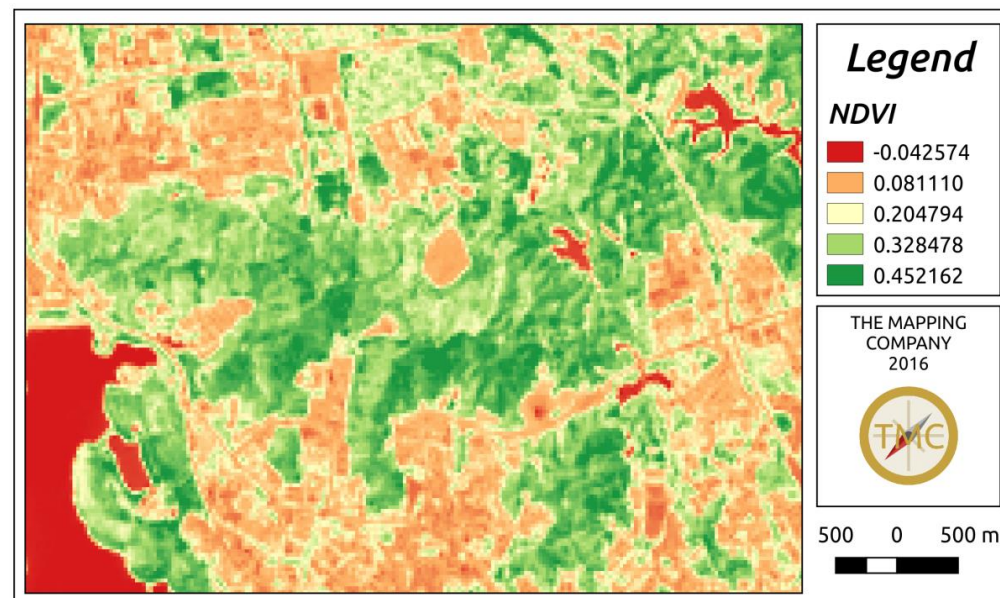 Legend
NDVI
-0.042574
0.081110
0.204794
0.328478
0.452162
THE MAPPING
COMPANY
2016
TMC
500 0 500 m